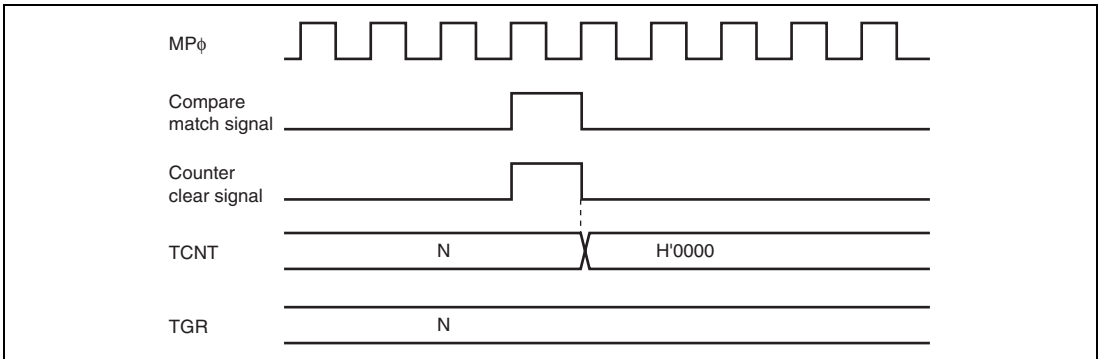 MPϕ
Compare
match signal
Counter
clear signal
TCNT
N
H'0000
TGR
N